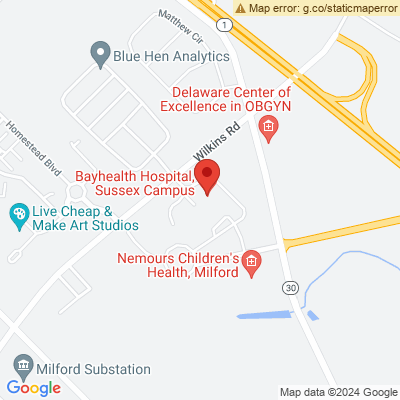 Map error: g.co/staticmaperror
Matthew Cir
1
Blue Hen Analytics
Delaware Center of
Excellence in OBGYN
Wilkins Rd
Homestead Blvd
Bayhealth Hospital,
Sussex Campus
Live Cheap &
Make Art Studios
Nemours Children's
Health, Milford
30
Milford Substation
Google
Map data ©2024 Google